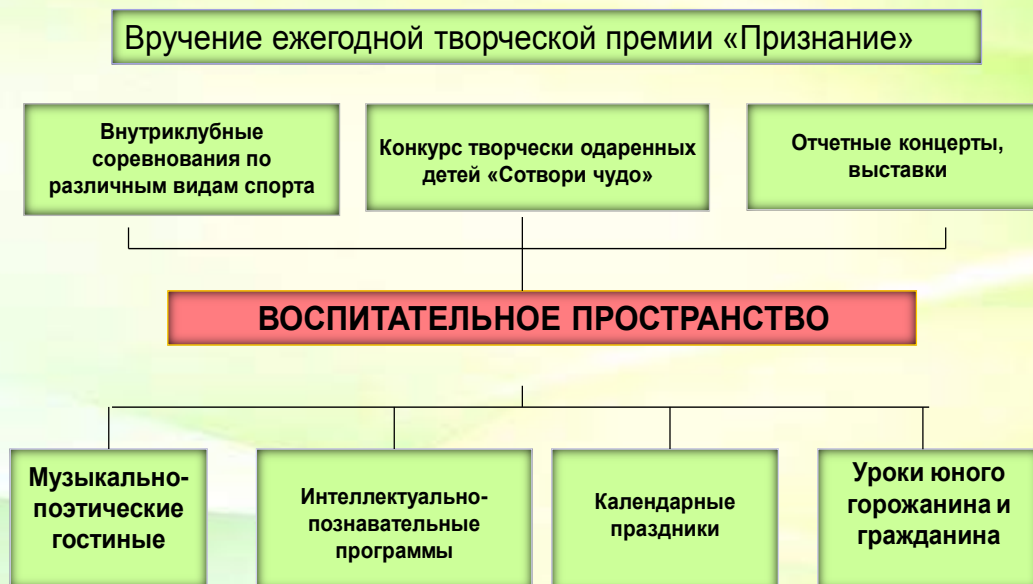 Вручение ежегодной творческой премии «Признание»
Внутриклубные
соревнования по
различным видам спорта
Конкурс творчески одаренных
детей «Сотвори чудо»
Отчетные концерты,
выставки
ВОСПИТАТЕЛЬНОЕ ПРОСТРАНСТВО
Музыкально-
поэтические
гостиные
Интеллектуально-
познавательные
программы
Календарные
праздники
Уроки юного
горожанина и
гражданина